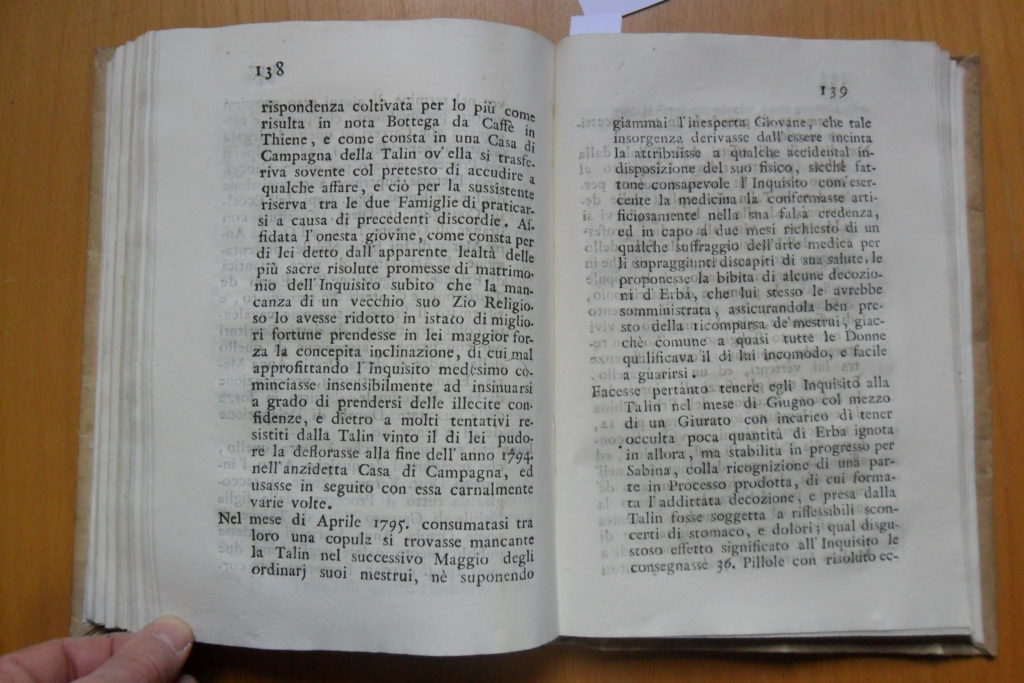 138
rispondenza coltivata per lo più come
risulta in nota Bottega da Caffè in
Thiene, e come consta in una Casa di
Campagna della Talin ov'ella si trasfe-
riva sovente col pretesto di accudire a
qualche affare, e ciò per la sussistente
riserva tra le due Famiglie di praticar-
si a causa di precedenti discordie. Af-
fidata l'onesta giovine, come consta per
di lei detto dall'apparente lealtà delle
più sacre risolute promesse di matrimo-
nio dell'Inquisito subito che la man-
canza di un vecchio suo Zio Religio-
so lo avesse ridotto in istato di miglio-
ri fortune prendesse in lei maggior for-
za la concepita inclinazione, di cui mal
approfittando l'Inquisito medesimo co-
minciasse insensibilmente ad insinuarsi
a grado di prendersi delle illecite con-
fidenze, e dietro a molti tentativi re-
sistiti dalla Talin vinto il di lei pudo-
re la deflorasse alla fine dell'anno 1794.
nell'anzidetta Casa di Campagna, ed
usasse in seguito con essa carnalmente
varie volte.
Nel mese di Aprile 1795. consumatasi tra
loro una copula si trovasse mancante
la Talin nel successivo Maggio degli
ordinarj suoi mestrui, nè suponendo
139
giammai l'inesperta Giovane, che tale
insorgenza derivasse dall'essere incinta
la attribuisse a qualche accidental in-
disposizione del suo fisico, sicchè fat-
tone consapevole l'Inquisito com'eser-
cente la medicina la confermasse arti-
ficiosamente nella sua falsa credenza,
ed in capo a due mesi richiesto di un
qualche suffraggio dell'arte medica per
li sopraggiunti discapiti di sua salute, le
proponesse la bibita di alcune decozio-
ni d'Erba, che lui stesso le avrebbe
somministrata, assicurandola ben pre-
sto della ricomparsa de'mestrui, giac-
chè comune a quasi tutte le Donne
qualificava il di lui incomodo, e facile
a guarirsi.
Facesse pertanto tenere egli Inquisito alla
Talin nel mese di Giugno col mezzo
di un Giurato con incarico di tener
occulta poca quantità di Erba ignota
in allora, ma stabilita in progresso per
Sabina, colla ricognizione di una par-
te in Processo prodotta, di cui forma-
ta l'addittata decozione, e presa dalla
Talin fosse soggetta a riflessibili scon-
certi di stomaco, e dolori; qual disgu-
stoso effetto significato all'Inquisito le
consegnasse 36. Pillole con risoluto ec-